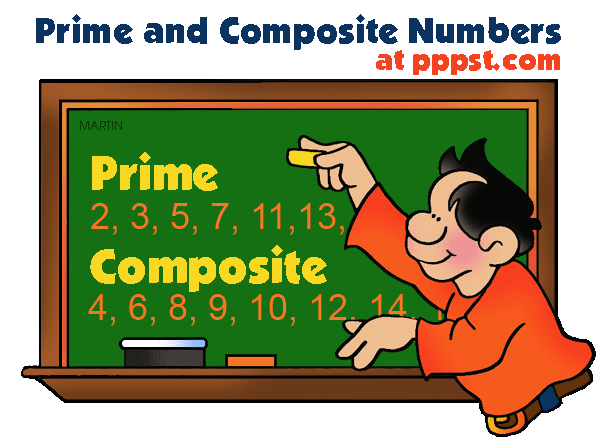 Prime and Composite Numbers
at pppst.com
MARTIN
Prime
2, 3, 5, 7, 11,13,
Composite
4, 6, 8, 9, 10, 12, 14,